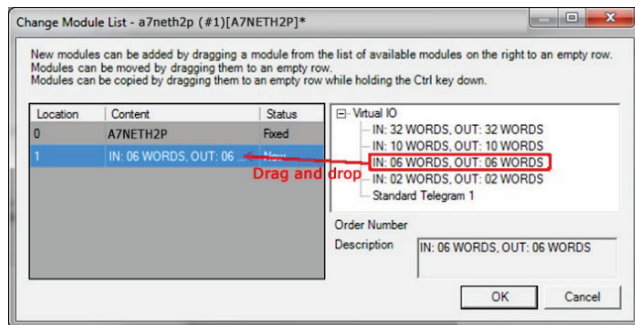 Change Module List - a7neth2p (#1)[A7NETH2P]*
New modules can be added by dragging a module from the list of available modules on the right to an empty row.
Modules can be moved by dragging them to an empty row.
Modules can be copied by dragging them to an empty row while holding the Ctrl key down.
Location Content Status
0 A7NETH2P Fixed
1 IN: 06 WORDS, OUT: 06 ... New
Drag and drop
Virtual IO
IN: 32 WORDS, OUT: 32 WORDS
IN: 10 WORDS, OUT: 10 WORDS
IN: 06 WORDS, OUT: 06 WORDS
IN: 02 WORDS, OUT: 02 WORDS
Standard Telegram 1
Order Number
Description IN: 06 WORDS, OUT: 06 WORDS
OK Cancel